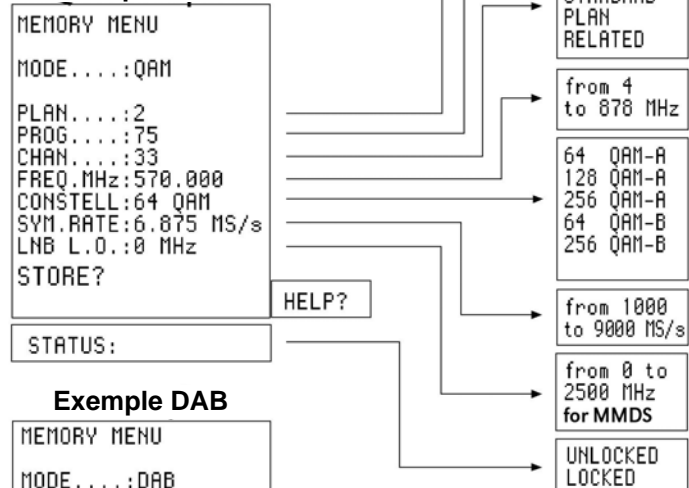 MEMORY MENU
MODE....:QAM
PLAN....:2
PROG....:75
CHAN....:33
FREQ.MHz:570.000
CONSTELL:64 QAM
SYM.RATE:6.875 MS/s
LNB L.O.:0 MHz
STORE?
HELP?
STATUS:
PLAN
RELATED
from 4
to 878 MHz
64 QAM-A
128 QAM-A
256 QAM-A
64 QAM-B
256 QAM-B
from 1000
to 9000 MS/s
from 0 to
2500 MHz
for MMDS
UNLOCKED
LOCKED
Exemple DAB
MEMORY MENU
MODE....:DAB